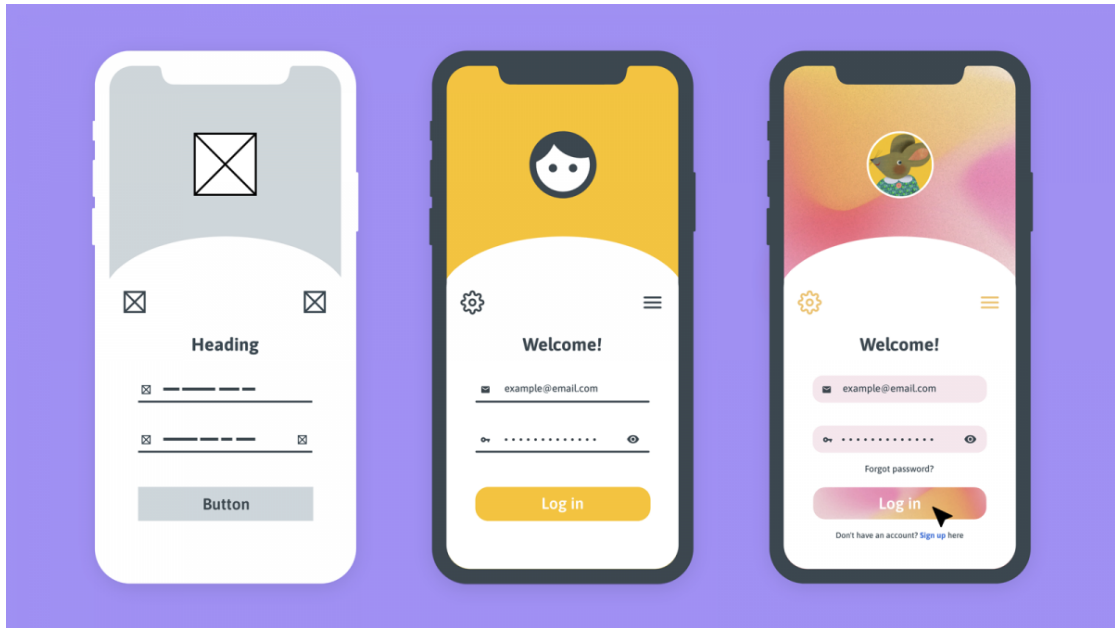 Heading
Button
Welcome!
example@email.com
Log in
Welcome!
example@email.com
Forgot password?
Log in
Don't have an account? Sign up here